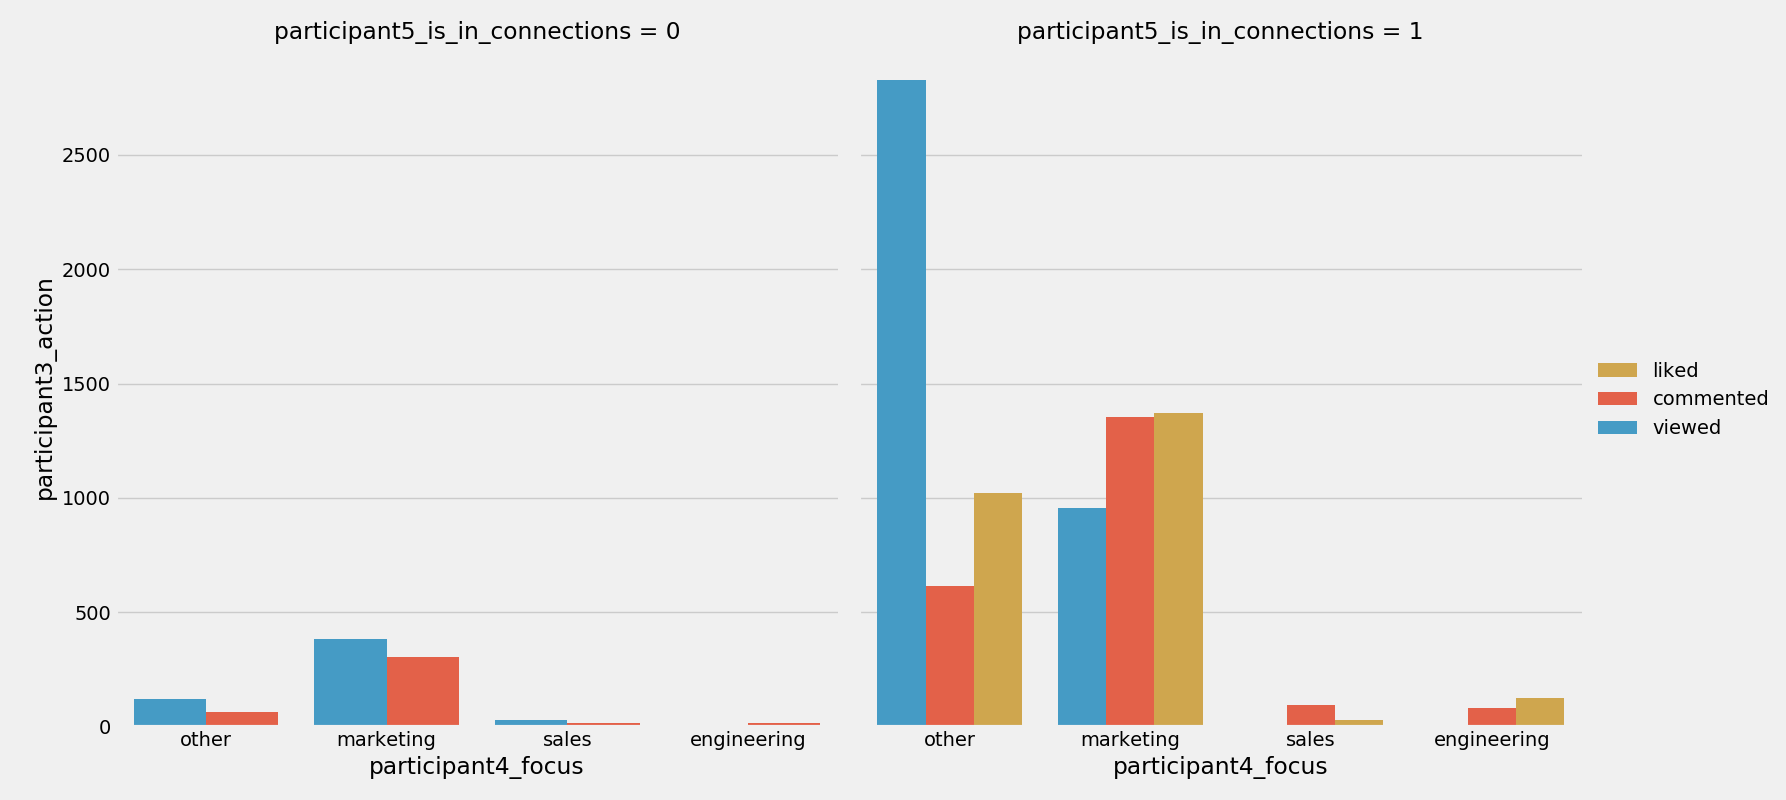 participant5_is_in_connections = 0
participant5_is_in_connections = 1
participant3_action
2500
2000
1500
1000
500
0
other marketing sales engineering
participant4_focus
other marketing sales engineering
participant4_focus
liked
commented
viewed